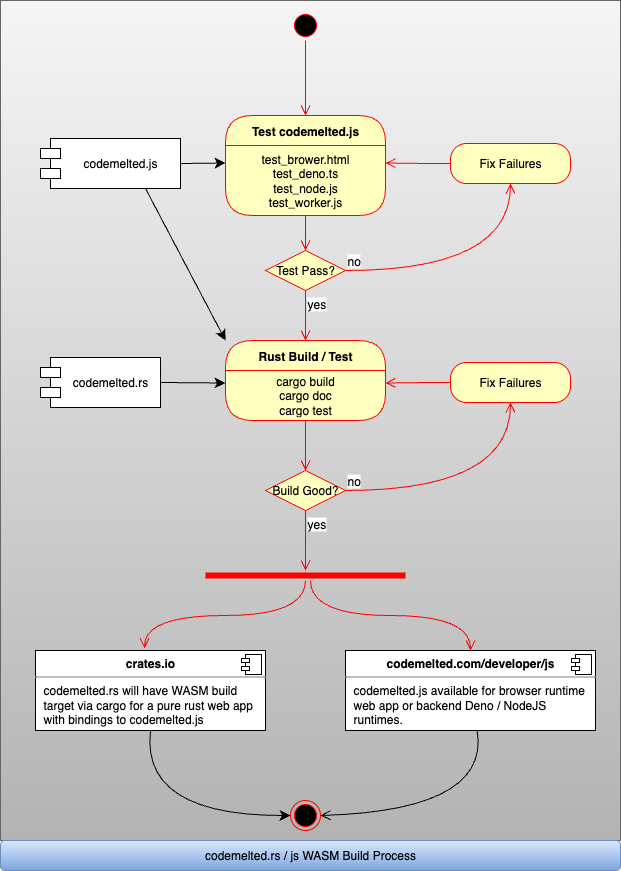 Test codemelted.js
codemelted.js
test_brower.html
test_deno.ts
test_node.js
test_worker.js
Fix Failures
Test Pass?
no
yes
Rust Build / Test
codemelted.rs
cargo build
cargo doc
cargo test
Fix Failures
Build Good?
no
yes
crates.io
codemelted.rs will have WASM build
target via cargo for a pure rust web app
with bindings to codemelted.js
codemelted.com/developer/js
codemelted.js available for browser runtime
web app or backend Deno / NodeJS
runtimes.
codemelted.rs / js WASM Build Process